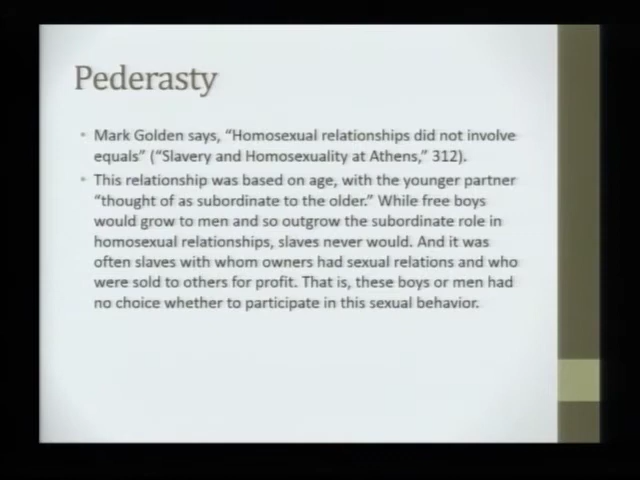 Pederasty
• Mark Golden says, “Homosexual relationships did not involve
equals” (“Slavery and Homosexuality at Athens,” 312).
• This relationship was based on age, with the younger partner
“thought of as subordinate to the older.” While free boys
would grow to men and so outgrow the subordinate role in
homosexual relationships, slaves never would. And it was
often slaves with whom owners had sexual relations and who
were sold to others for profit. That is, these boys or men had
no choice whether to participate in this sexual behavior.